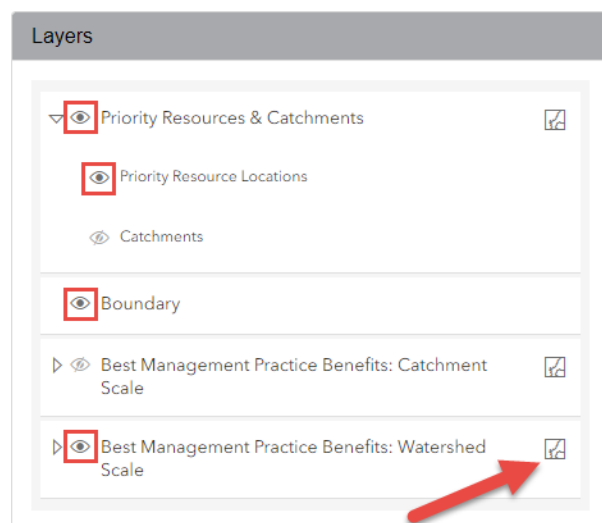 Layers
Priority Resources & Catchments
Priority Resource Locations
Catchments
Boundary
Best Management Practice Benefits: Catchment
Scale
Best Management Practice Benefits: Watershed
Scale